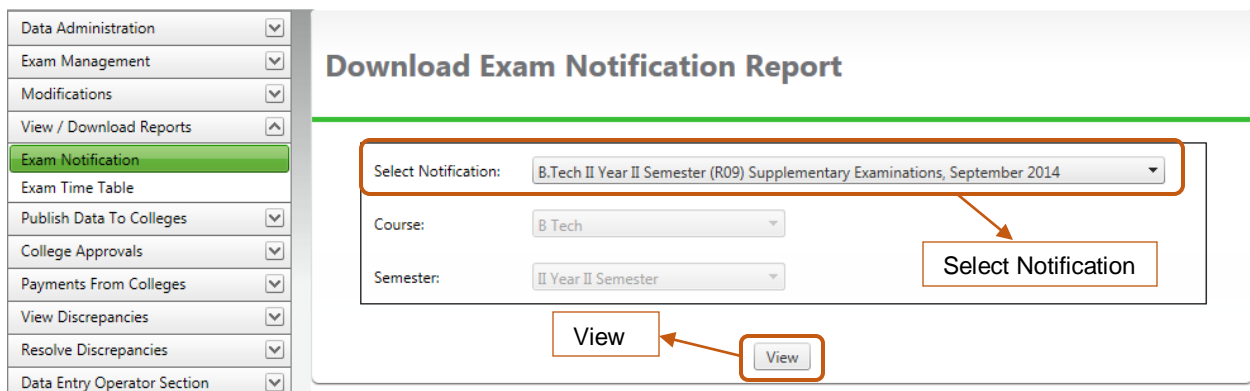 Data Administration
Exam Management
Modifications
View / Download Reports
Exam Notification
Exam Time Table
Publish Data To Colleges
College Approvals
Payments From Colleges
View Discrepancies
Resolve Discrepancies
Data Entry Operator Section
Download Exam Notification Report
Select Notification: B.Tech II Year II Semester (R09) Supplementary Examinations, September 2014
Course: B Tech
Semester: II Year II Semester
Select Notification
View
View